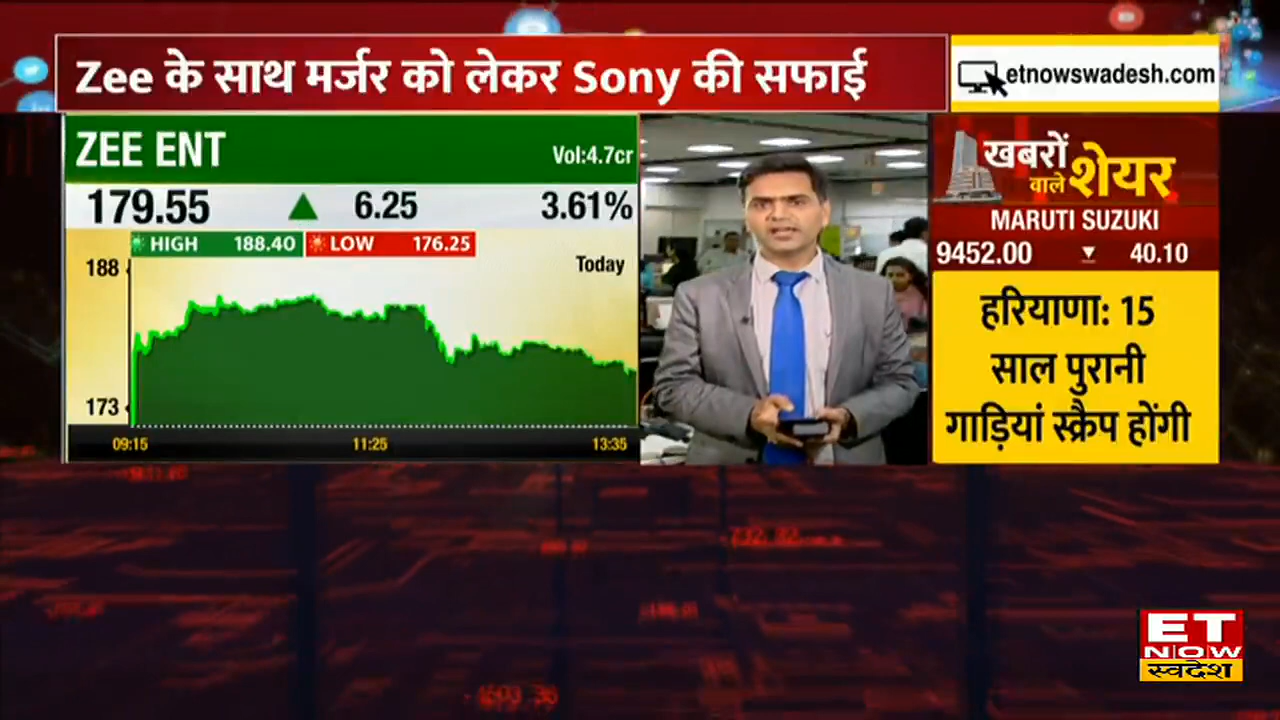 Zee के साथ मर्जर को लेकर Sony की सफाई
etnowswadesh.com
ZEE ENT
Vol:4.7cr
179.55 ▲ 6.25 3.61%
HIGH 188.40 LOW 176.25
Today
188
173
09:15 11:25 13:35
खबरों
वाले शेयर
MARUTI SUZUKI
9452.00 ▼ 40.10
हरियाणा: 15
साल पुरानी
गाड़ियां स्क्रैप होंगी
ET
NOW
स्वदेश